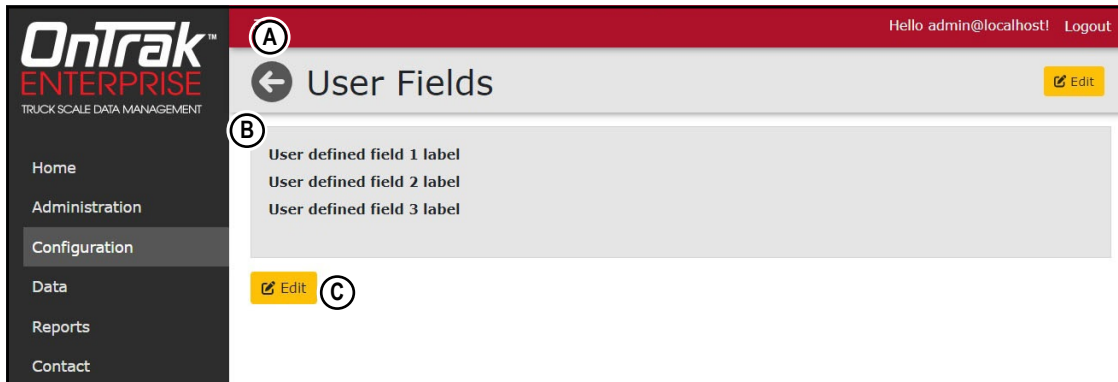 OnTrak™
ENTERPRISE
TRUCK SCALE DATA MANAGEMENT
Home
Administration
Configuration
Data
Reports
Contact
A
Hello admin@localhost! Logout
User Fields
Edit
B
User defined field 1 label
User defined field 2 label
User defined field 3 label
Edit
C